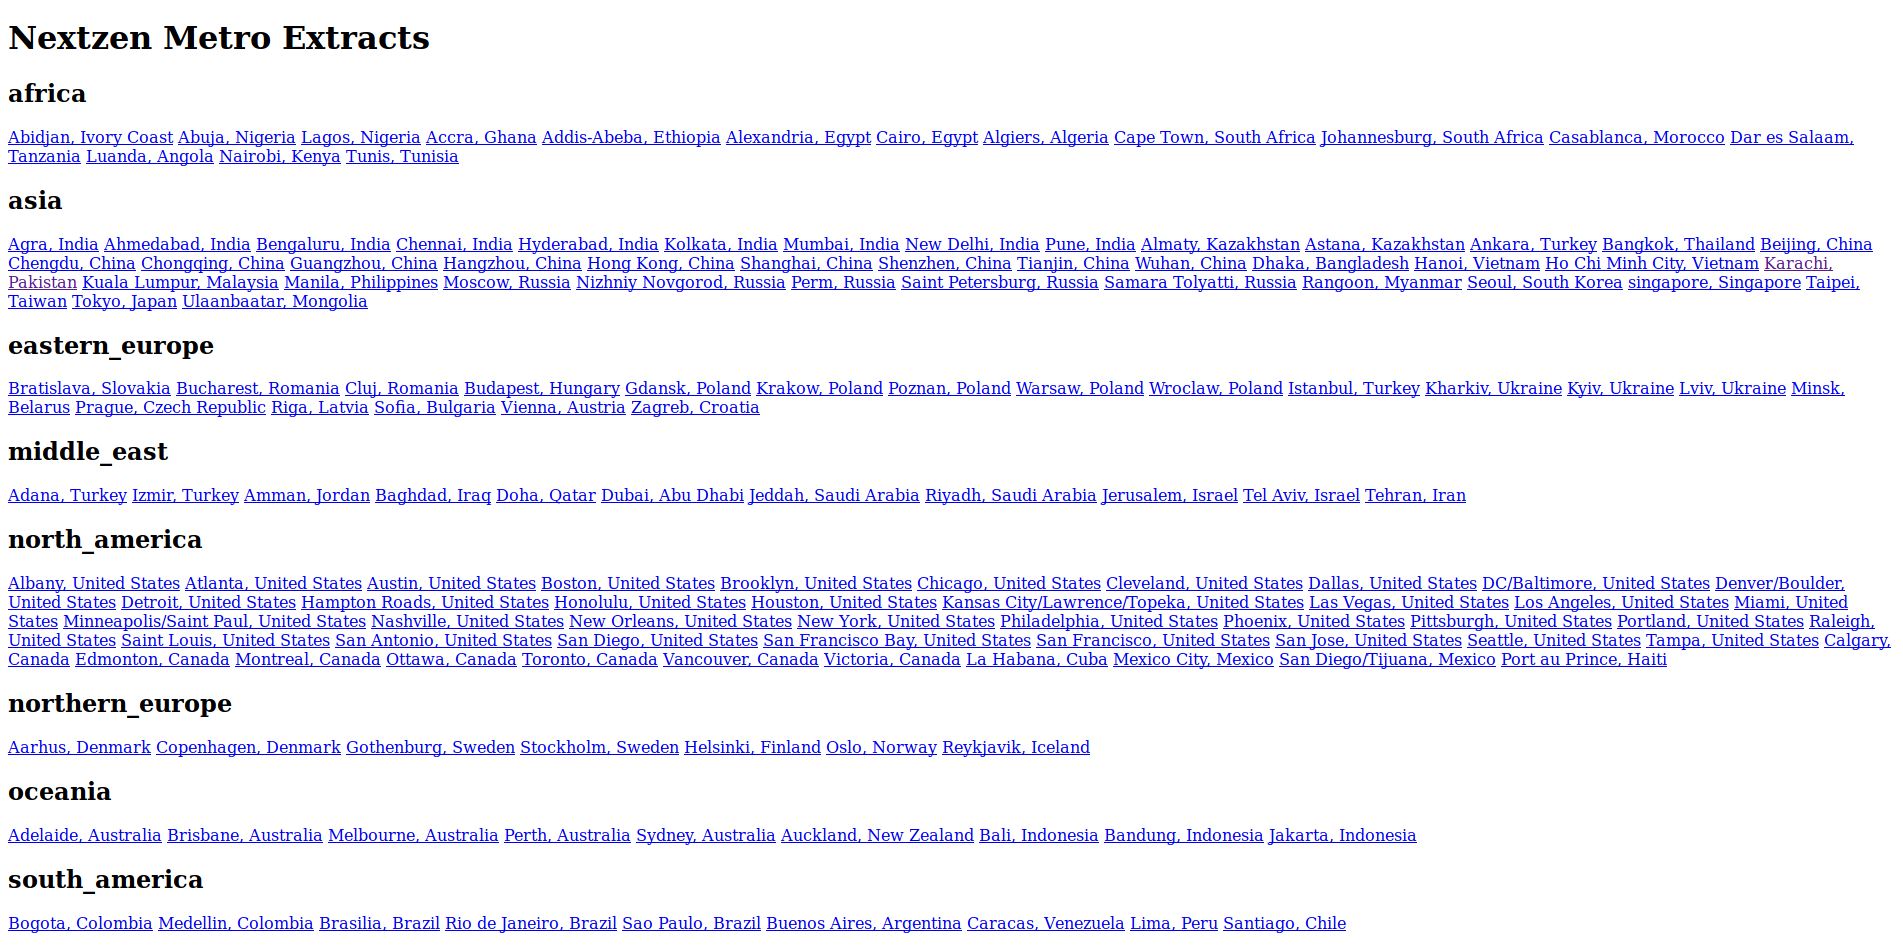 Nextzen Metro Extracts
africa
Abidjan, Ivory Coast Abuja, Nigeria Lagos, Nigeria Accra, Ghana Addis-Abeba, Ethiopia Alexandria, Egypt Cairo, Egypt Algiers, Algeria Cape Town, South Africa Johannesburg, South Africa Casablanca, Morocco Dar es Salaam,
Tanzania Luanda, Angola Nairobi, Kenya Tunis, Tunisia
asia
Agra, India Ahmedabad, India Bengaluru, India Chennai, India Hyderabad, India Kolkata, India Mumbai, India New Delhi, India Pune, India Almaty, Kazakhstan Astana, Kazakhstan Ankara, Turkey Bangkok, Thailand Beijing, China
Chengdu, China Chongqing, China Guangzhou, China Hangzhou, China Hong Kong, China Shanghai, China Shenzhen, China Tianjin, China Wuhan, China Dhaka, Bangladesh Hanoi, Vietnam Ho Chi Minh City, Vietnam Karachi,
Pakistan Kuala Lumpur, Malaysia Manila, Philippines Moscow, Russia Nizhniy Novgorod, Russia Perm, Russia Saint Petersburg, Russia Samara Tolyatti, Russia Rangoon, Myanmar Seoul, South Korea singapore, Singapore Taipei,
Taiwan Tokyo, Japan Ulaanbaatar, Mongolia
eastern_europe
Bratislava, Slovakia Bucharest, Romania Cluj, Romania Budapest, Hungary Gdansk, Poland Krakow, Poland Poznan, Poland Warsaw, Poland Wroclaw, Poland Istanbul, Turkey Kharkiv, Ukraine Kyiv, Ukraine Lviv, Ukraine Minsk,
Belarus Prague, Czech Republic Riga, Latvia Sofia, Bulgaria Vienna, Austria Zagreb, Croatia
middle_east
Adana, Turkey Izmir, Turkey Amman, Jordan Baghdad, Iraq Doha, Qatar Dubai, Abu Dhabi Jeddah, Saudi Arabia Riyadh, Saudi Arabia Jerusalem, Israel Tel Aviv, Israel Tehran, Iran
north_america
Albany, United States Atlanta, United States Austin, United States Boston, United States Brooklyn, United States Chicago, United States Cleveland, United States Dallas, United States DC/Baltimore, United States Denver/Boulder,
United States Detroit, United States Hampton Roads, United States Honolulu, United States Houston, United States Kansas City/Lawrence/Topeka, United States Las Vegas, United States Los Angeles, United States Miami, United
States Minneapolis/Saint Paul, United States Nashville, United States New Orleans, United States New York, United States Philadelphia, United States Phoenix, United States Pittsburgh, United States Portland, United States Raleigh,
United States Saint Louis, United States San Antonio, United States San Diego, United States San Francisco Bay, United States San Francisco, United States San Jose, United States Seattle, United States Tampa, United States Calgary,
Canada Edmonton, Canada Montreal, Canada Ottawa, Canada Toronto, Canada Vancouver, Canada Victoria, Canada La Habana, Cuba Mexico City, Mexico San Diego/Tijuana, Mexico Port au Prince, Haiti
northern_europe
Aarhus, Denmark Copenhagen, Denmark Gothenburg, Sweden Stockholm, Sweden Helsinki, Finland Oslo, Norway Reykjavik, Iceland
oceania
Adelaide, Australia Brisbane, Australia Melbourne, Australia Perth, Australia Sydney, Australia Auckland, New Zealand Bali, Indonesia Bandung, Indonesia Jakarta, Indonesia
south_america
Bogota, Colombia Medellin, Colombia Brasilia, Brazil Rio de Janeiro, Brazil Sao Paulo, Brazil Buenos Aires, Argentina Caracas, Venezuela Lima, Peru Santiago, Chile